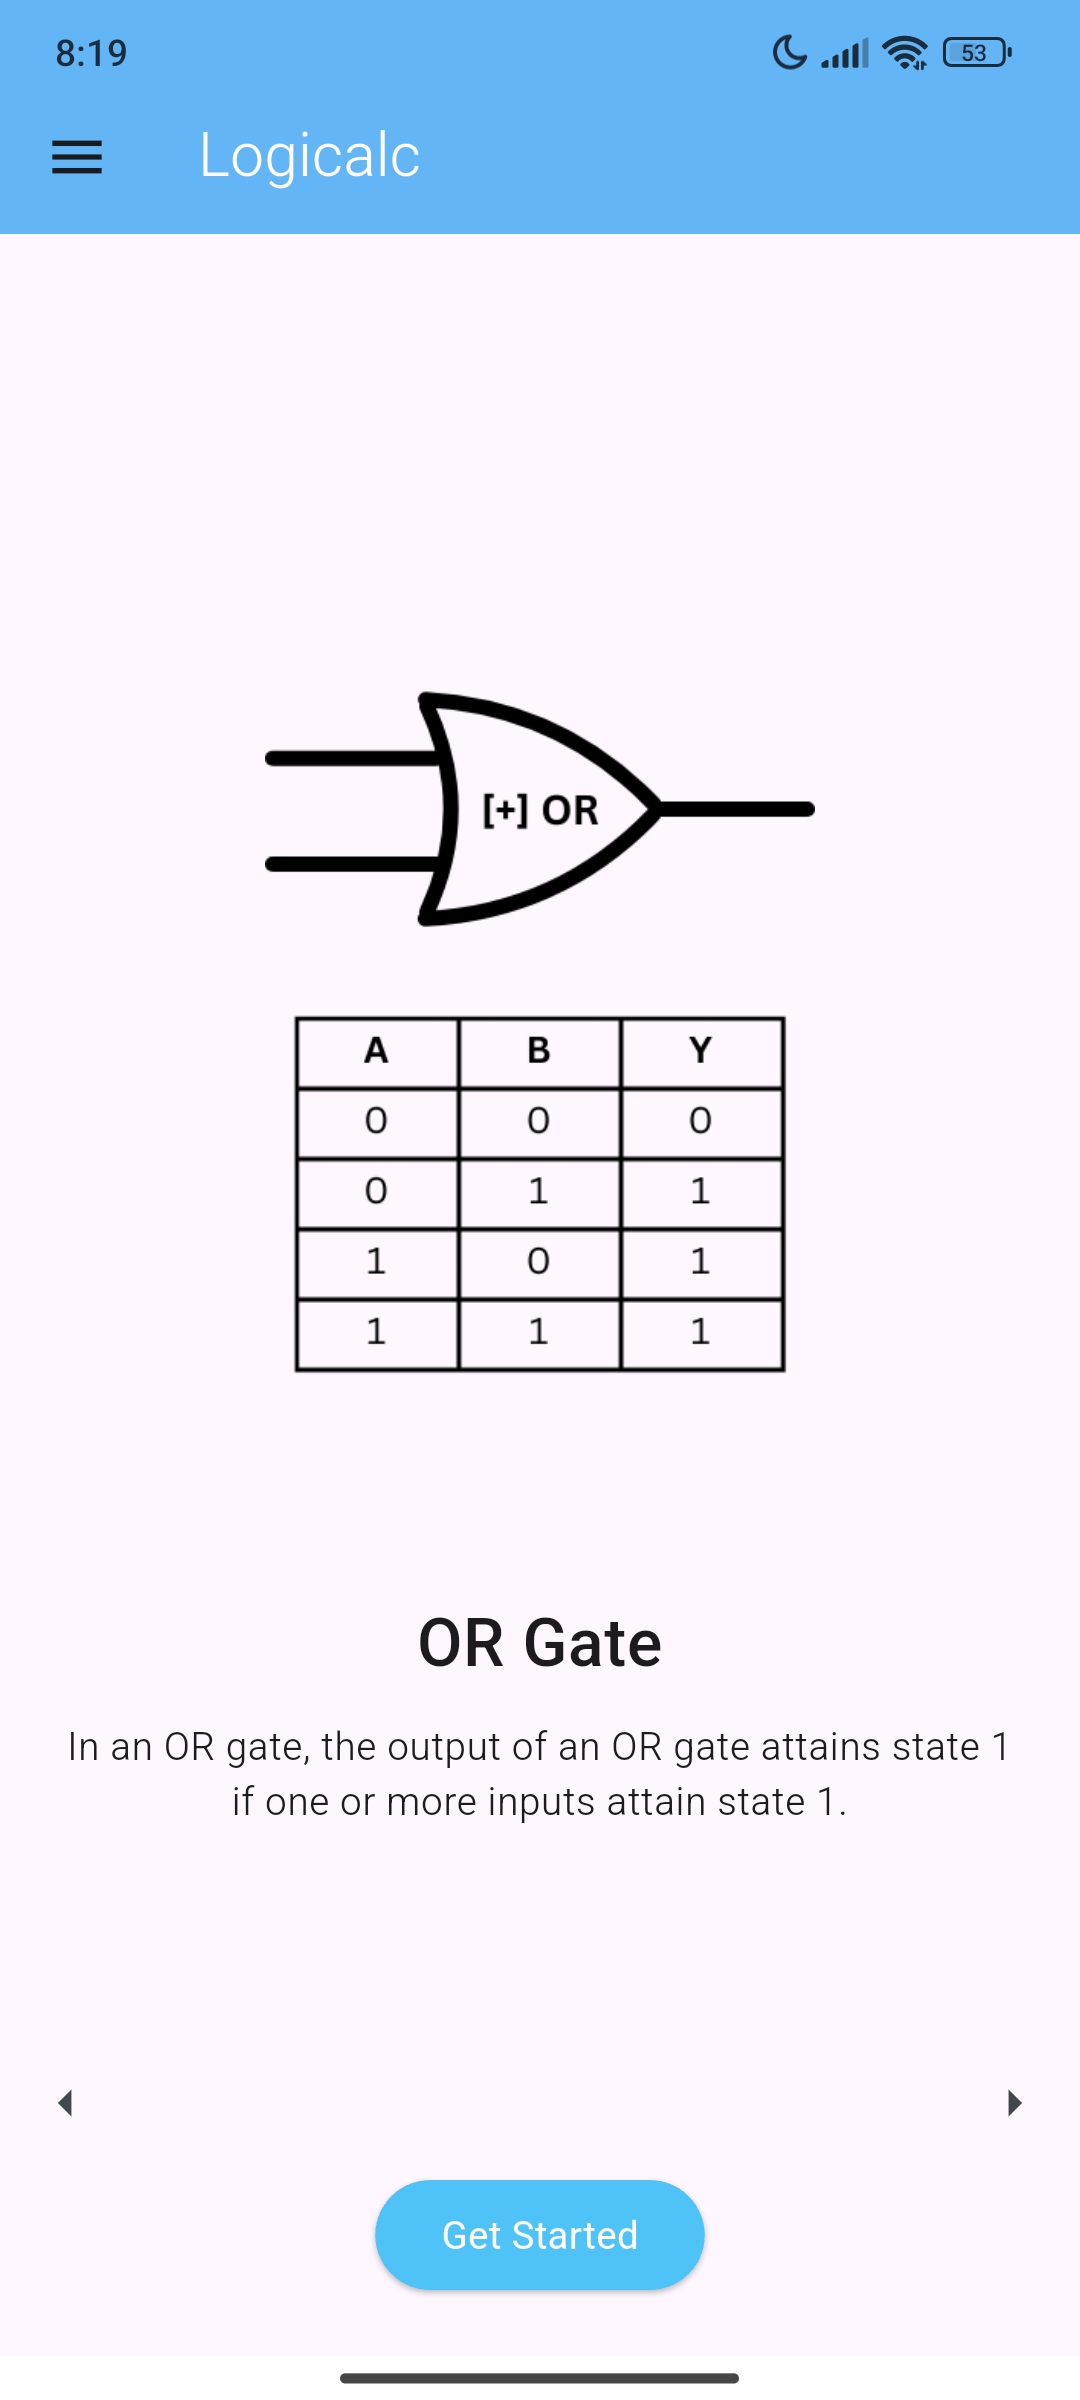 8:19
53
Logicalc
[+] OR
A B Y
0 0 0
0 1 1
1 0 1
1 1 1
OR Gate
In an OR gate, the output of an OR gate attains state 1
if one or more inputs attain state 1.
Get Started